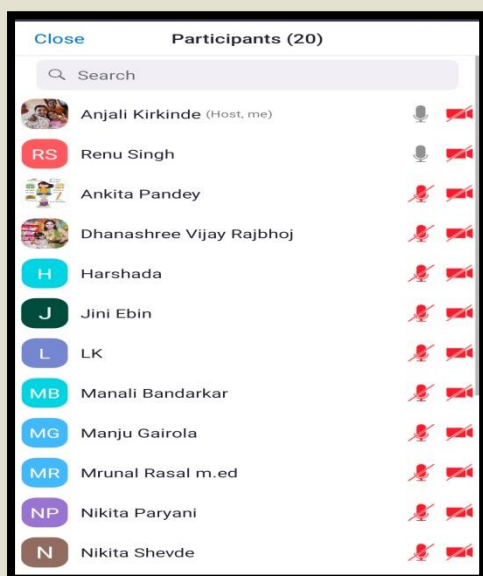 Close Participants (20)
Search
Anjali Kirkinde (Host, me)
RS Renu Singh
Ankita Pandey
Dhanashree Vijay Rajbhoj
H Harshada
J Jini Ebin
L LK
MB Manali Bandarkar
MG Manju Gairola
MR Mrunal Rasal m.ed
NP Nikita Paryani
N Nikita Shevde